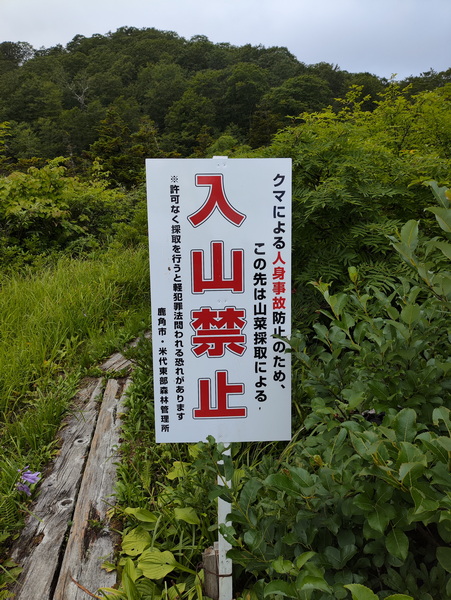 クマによる人身事故防止のため、
この先は山菜採取による、
入山禁止
※許可なく採取を行うと軽犯罪法問われる恐れがあります
鹿角市・米代東部森林管理所